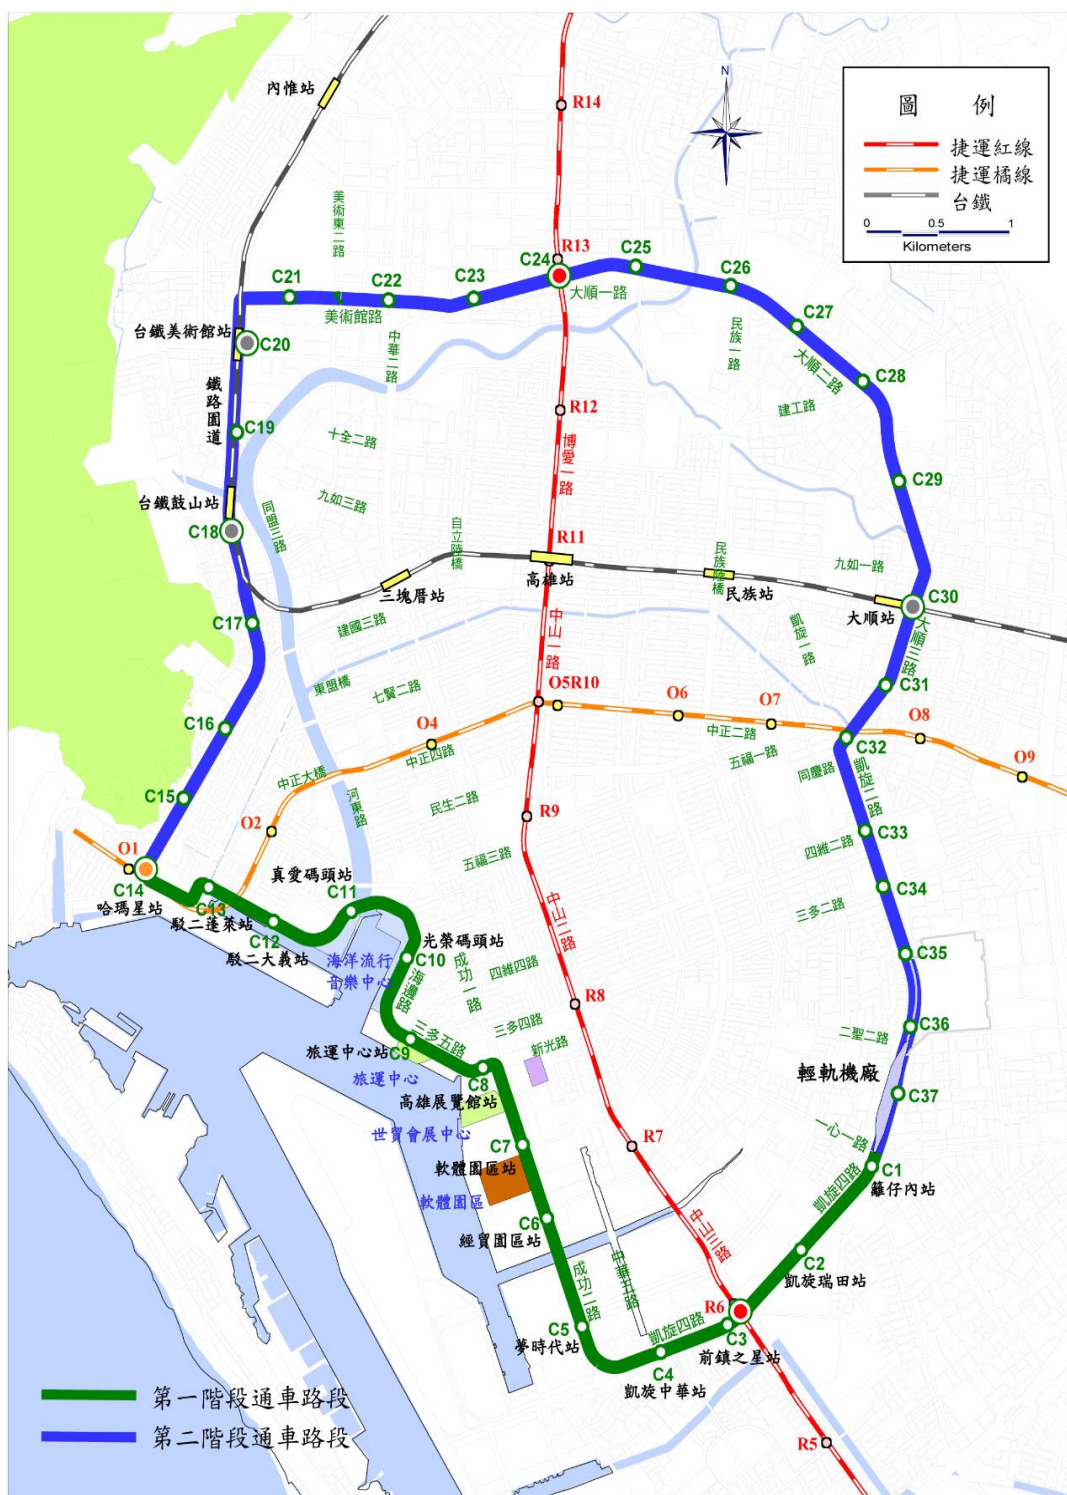 內惟站
R14
N
圖 例
捷運紅線
捷運橘線
台鐵
0 0.5 1
Kilometers
美術東二路
R13
C24
C25
C26
C21
C22
C23
大順一路
美術館路
台鐵美術館站
C20
中華二路
民族一路
C27
大順二路
C28
鐵路園道
建工路
R12
C19
十全二路
博愛一路
九如三路
C29
台鐵鼓山站
C18
同盟三路
自立陸橋
R11
高雄站
民族陸橋
九如一路
三塊厝站
民族站
C30
大順站
C17
建國三路
中山一路
凱旋一路
大順三路
東盟橋
七賢二路
O5R10
O6
O7
C31
C16
O4
中正四路
中正二路
O8
C32
五福一路
同慶路
凱旋二路
O9
中正大橋
C15
河東路
民生二路
R9
O2
C33
四維二路
O1
五福三路
真愛碼頭站
C14
哈瑪星站
C13
駁二蓬萊站
C11
C34
三多二路
中山二路
C12
駁二大義站
光榮碼頭站
C10
海洋流行
音樂中心
成功一路
四維四路
C35
海邊路
R8
三多四路
C36
二聖二路
三多五路
新光路
C9
旅運中心站
旅運中心
C8
高雄展覽館站
輕軌機廠
C37
世貿會展中心
C7
R7
一心一路
軟體園區站
C1
籬仔內站
凱旋四路
軟體園區
C6
經貿園區站
中山三路
C2
凱旋瑞田站
成功二路
中華五路
R6
C5
夢時代站
凱旋四路
C3
前鎮之星站
C4
凱旋中華站
第一階段通車路段
第二階段通車路段
R5